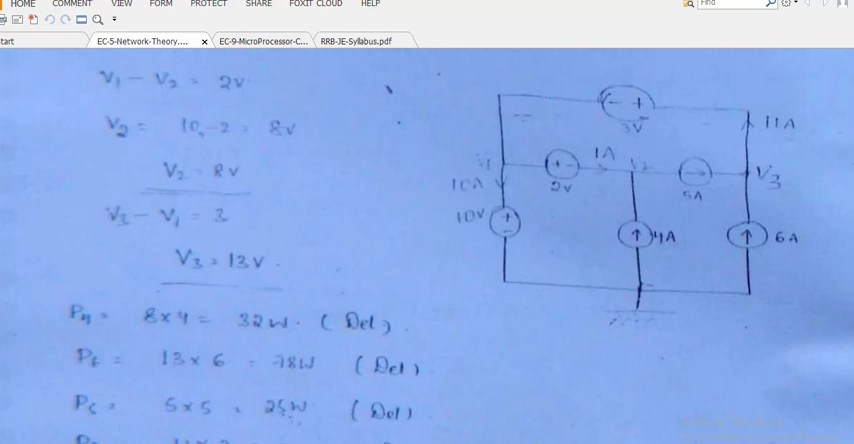 HOME COMMENT VIEW FORM PROTECT SHARE FOXIT CLOUD HELP
Find
tart EC-5-Network-Theory.... × EC-9-MicroProcessor-C... RRB-JE-Syllabus.pdf
V1 - V2 = 2V
V2 = 10 - 2 = 8V
V2 = 8V
V3 - V1 = 3
V3 = 13V
P4 = 8 x 4 = 32W. (Del).
P6 = 13 x 6 = 78W (Del).
P5 = 5 x 5 = 25W (Del).
- +
3V
11A
V1
+ -
2V
1A
V2
→
5A
V3
10A
10V
+
-
↑ 4A
↑ 6A